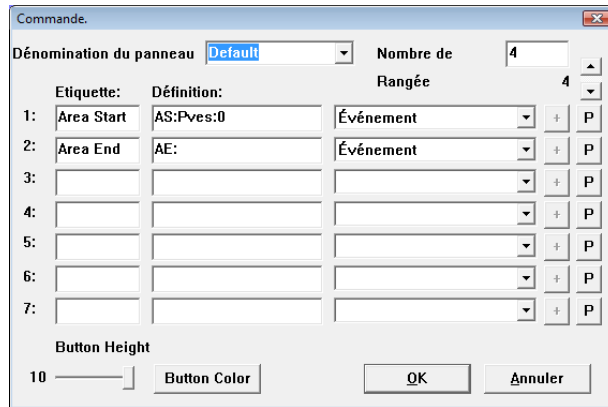 Commande.
Dénomination du panneau Default Nombre de 4
Rangée 4
Etiquette: Définition:
1: Area Start AS:Pves:0 Événement + P
2: Area End AE: Événement + P
3: + P
4: + P
5: + P
6: + P
7: + P
Button Height
10 Button Color OK Annuler